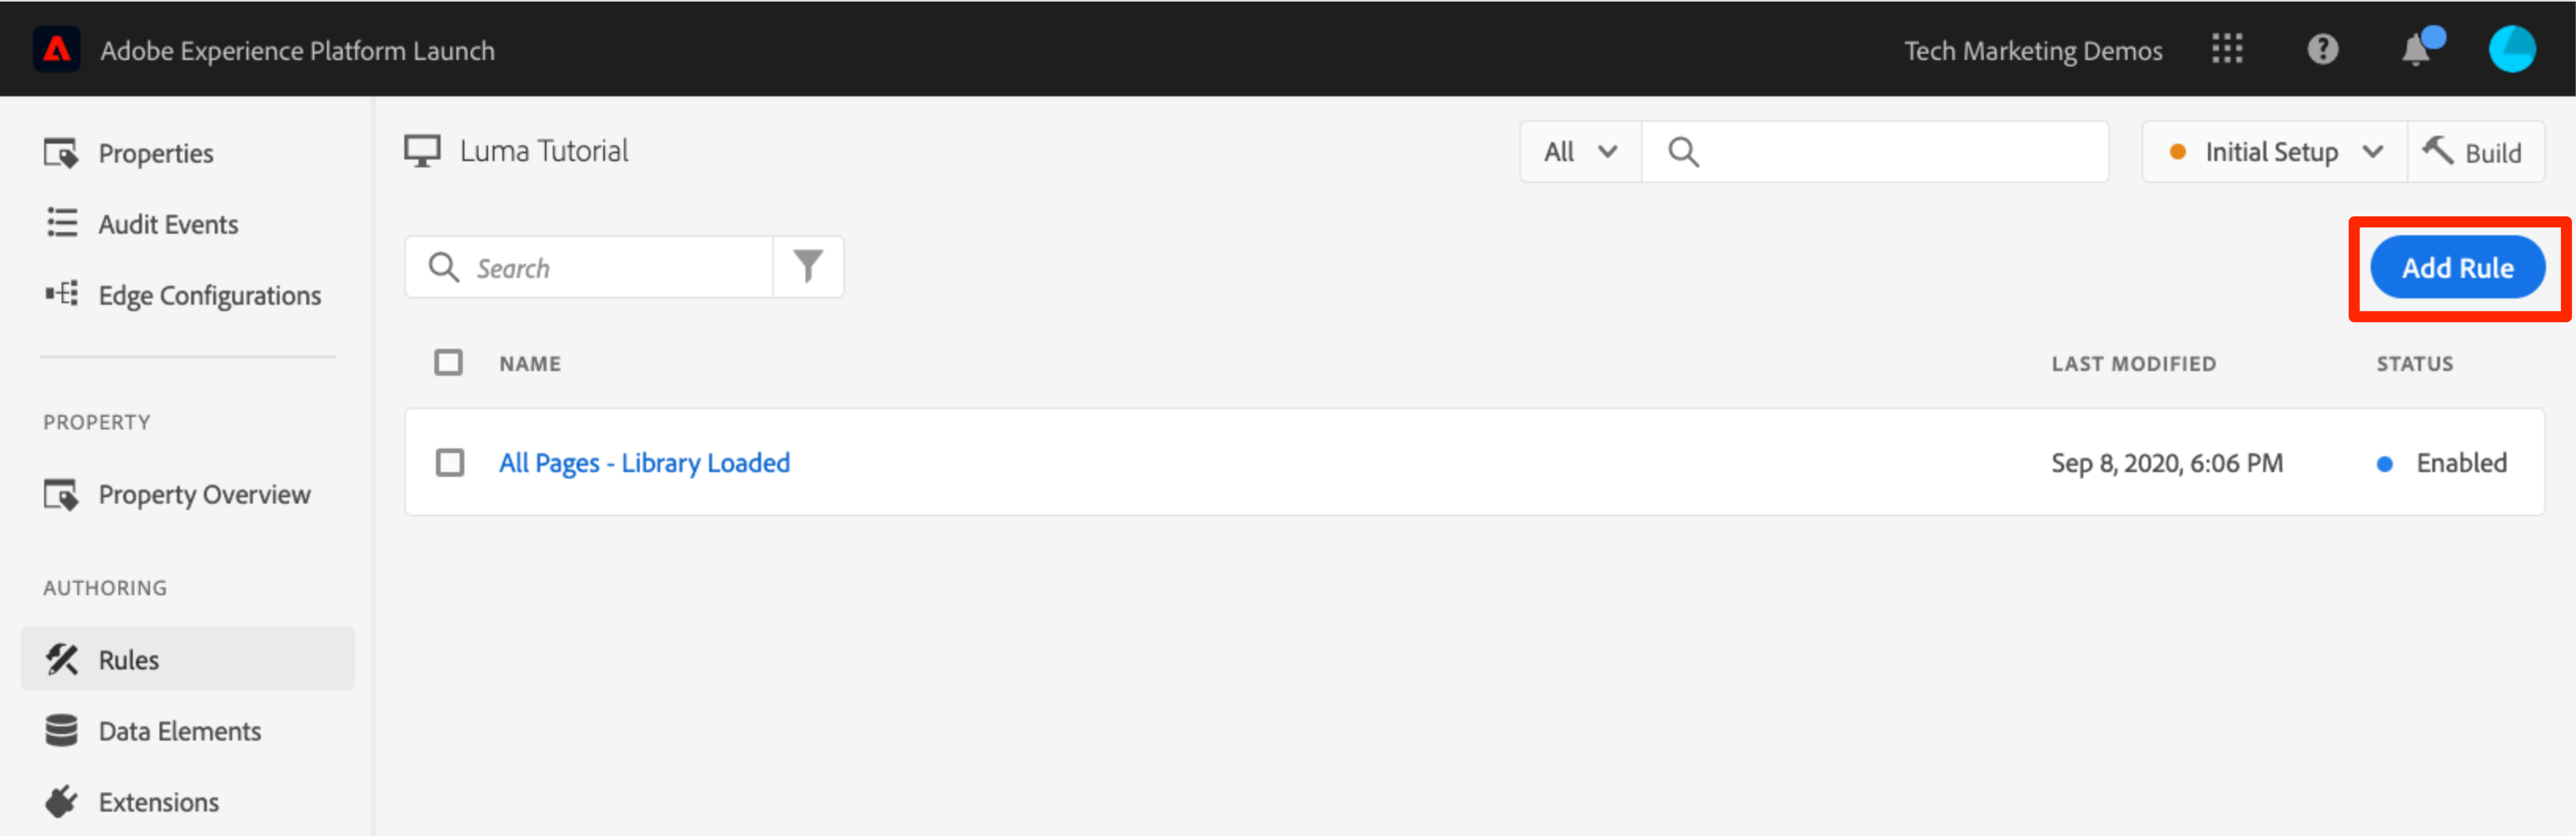 Adobe Experience Platform Launch
Tech Marketing Demos
Properties
Audit Events
Edge Configurations
PROPERTY
Property Overview
AUTHORING
Rules
Data Elements
Extensions
Luma Tutorial
All
Initial Setup
Build
Search
Add Rule
NAME
LAST MODIFIED
STATUS
All Pages - Library Loaded
Sep 8, 2020, 6:06 PM
Enabled